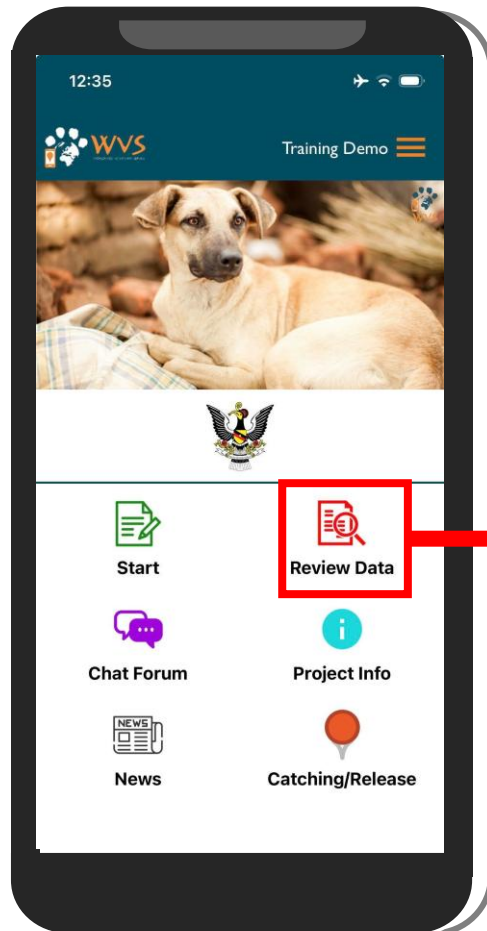 12:35
WVS
Training Demo
Start
Review Data
Chat Forum
Project Info
NEWS
News
Catching/Release